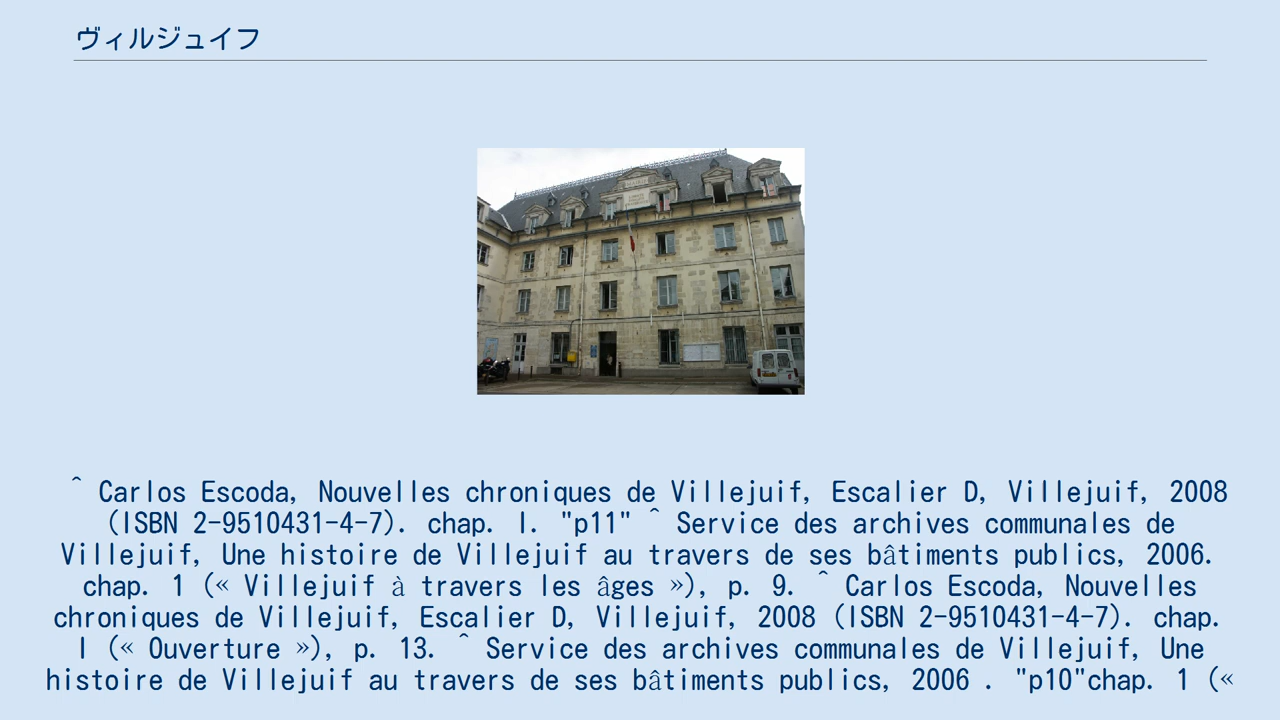 ヴィルジュイフ
^ Carlos Escoda, Nouvelles chroniques de Villejuif, Escalier D, Villejuif, 2008
(ISBN 2-9510431-4-7). chap. I. "p11" ^ Service des archives communales de
Villejuif, Une histoire de Villejuif au travers de ses bâtiments publics, 2006.
chap. 1 (« Villejuif à travers les âges »), p. 9. ^ Carlos Escoda, Nouvelles
chroniques de Villejuif, Escalier D, Villejuif, 2008 (ISBN 2-9510431-4-7). chap.
I (« Ouverture »), p. 13. ^ Service des archives communales de Villejuif, Une
histoire de Villejuif au travers de ses bâtiments publics, 2006 . "p10"chap. 1 («